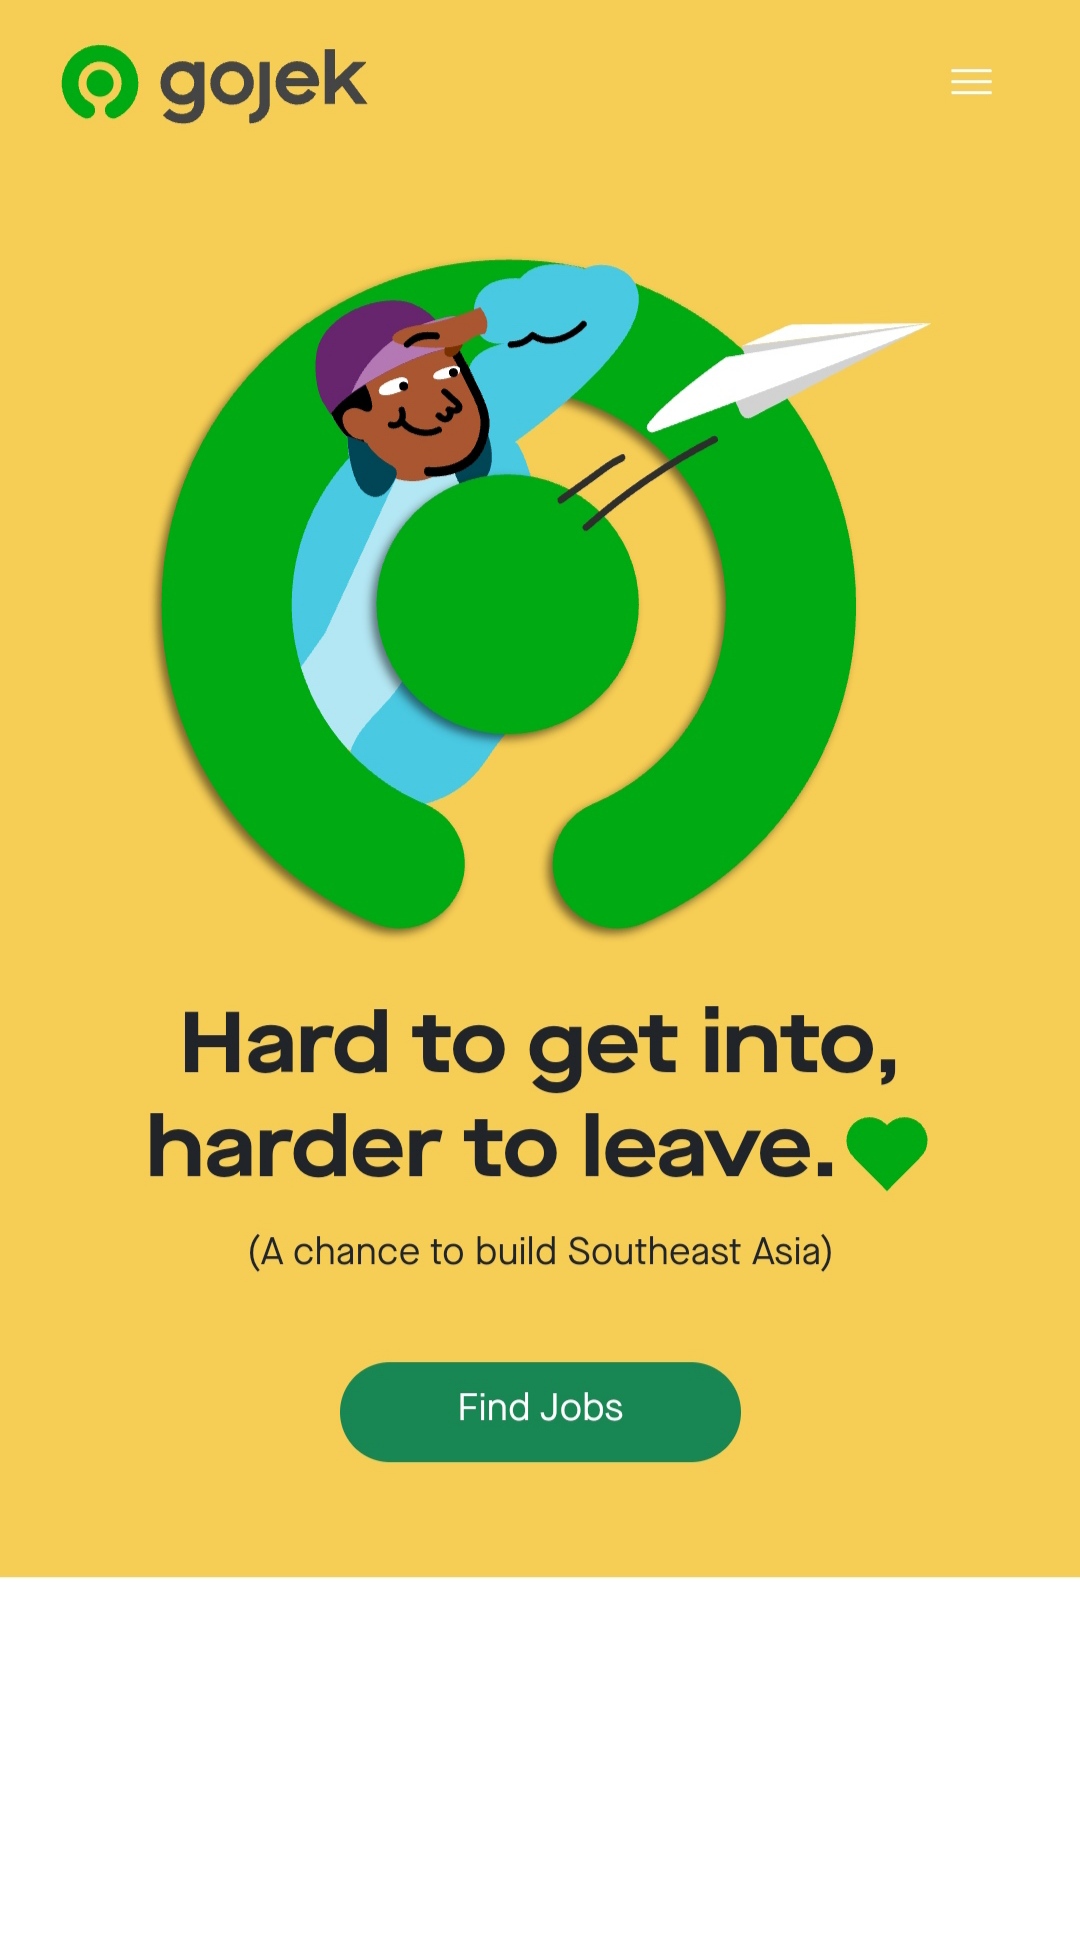 gojek
Hard to get into,
harder to leave.
(A chance to build Southeast Asia)
Find Jobs